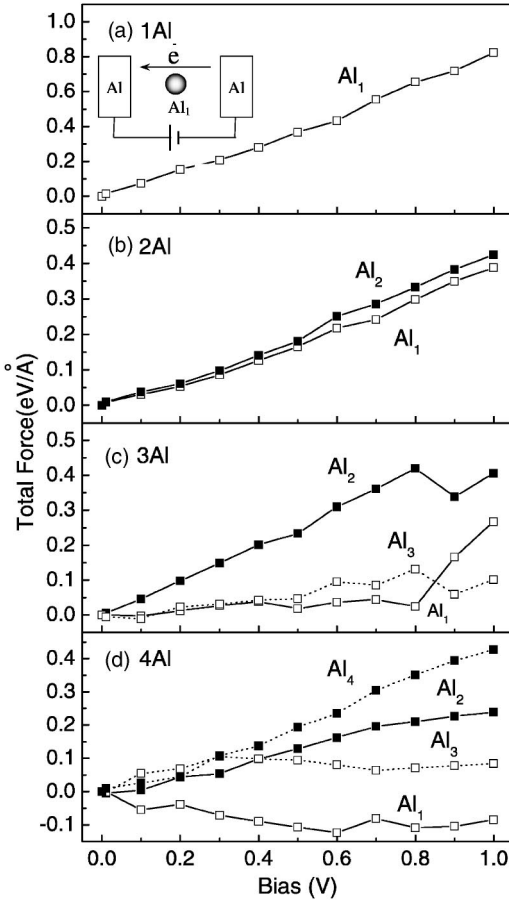 (a) 1Al
e⁻
Al
Al
Al₁
Al₁
1.0
0.8
0.6
0.4
0.2
0.0
(b) 2Al
Al₂
Al₁
0.5
0.4
0.3
0.2
0.1
0.0
(c) 3Al
Al₂
Al₃
Al₁
0.5
0.4
0.3
0.2
0.1
0.0
(d) 4Al
Al₄
Al₂
Al₃
Al₁
0.4
0.3
0.2
0.1
0.0
-0.1
0.0 0.2 0.4 0.6 0.8 1.0
Bias (V)
Total Force(eV/Å)